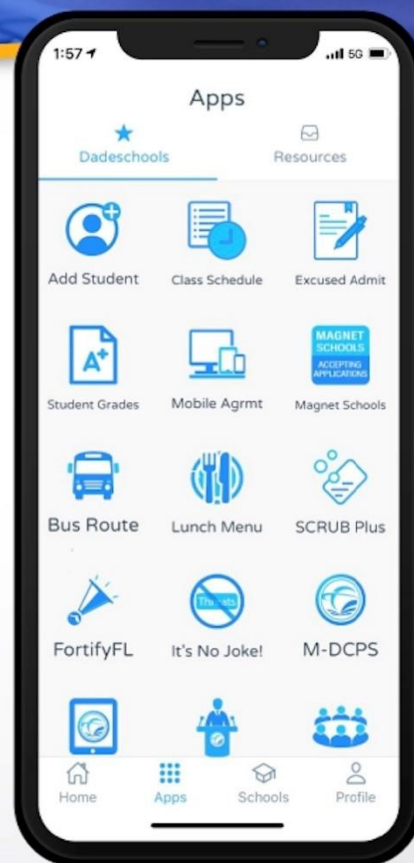 1:57
5G
Apps
Dadeschools
Resources
Add Student
Class Schedule
Excused Admit
A+
MAGNET
SCHOOLS
ACCEPTING
APPLICATIONS
Student Grades
Mobile Agrmt
Magnet Schools
Bus Route
Lunch Menu
SCRUB Plus
Threats
FortifyFL
It's No Joke!
M-DCPS
Home
Apps
Schools
Profile